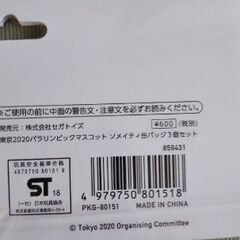 ※ご使用の前に中面の警告文・注意文を必ずお読みください。
発売元：株式会社セガトイズ
¥600 (税別)
東京2020パラリンピックマスコット ソメイティ缶バッジ3個セット
859431
玩具安全基準合格
4979750 801518
ST 18
(一社) 日本玩具協会
4 979750 801518
PKG-80151 MADE IN CHINA
© Tokyo 2020 Organising Committee